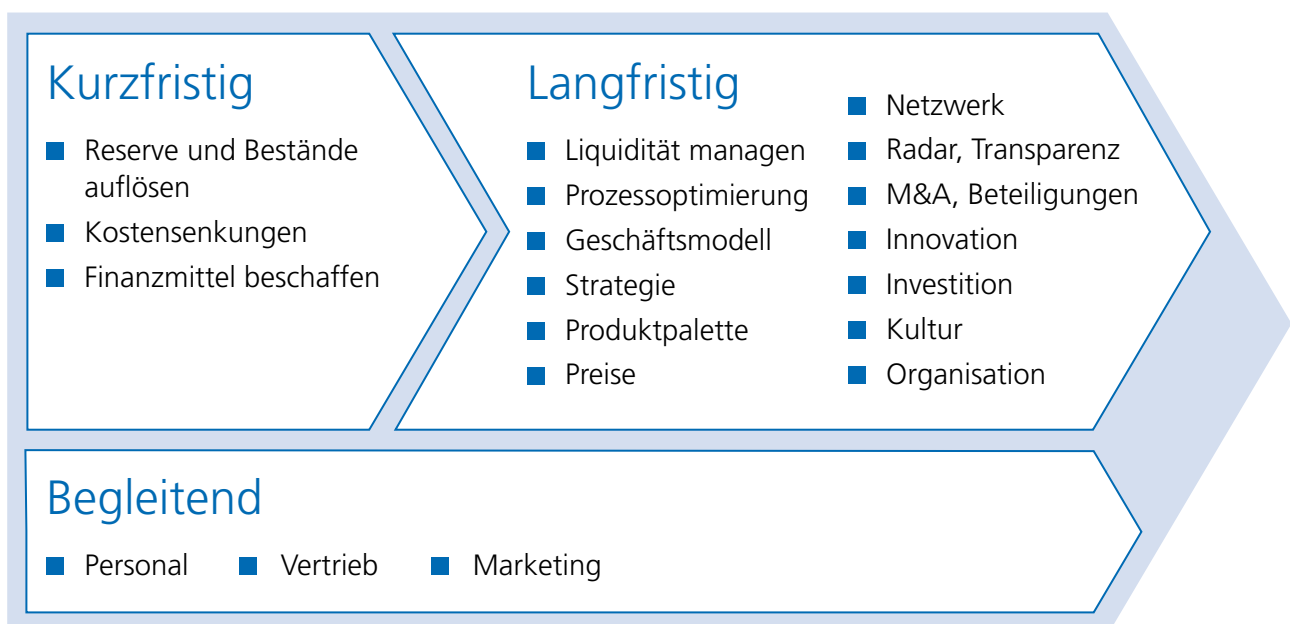 Kurzfristig
Reserve und Bestände
auflösen
Kostensenkungen
Finanzmittel beschaffen
Langfristig
Liquidität managen
Prozessoptimierung
Geschäftsmodell
Strategie
Produktpalette
Preise
Netzwerk
Radar, Transparenz
M&A, Beteiligungen
Innovation
Investition
Kultur
Organisation
Begleitend
Personal
Vertrieb
Marketing